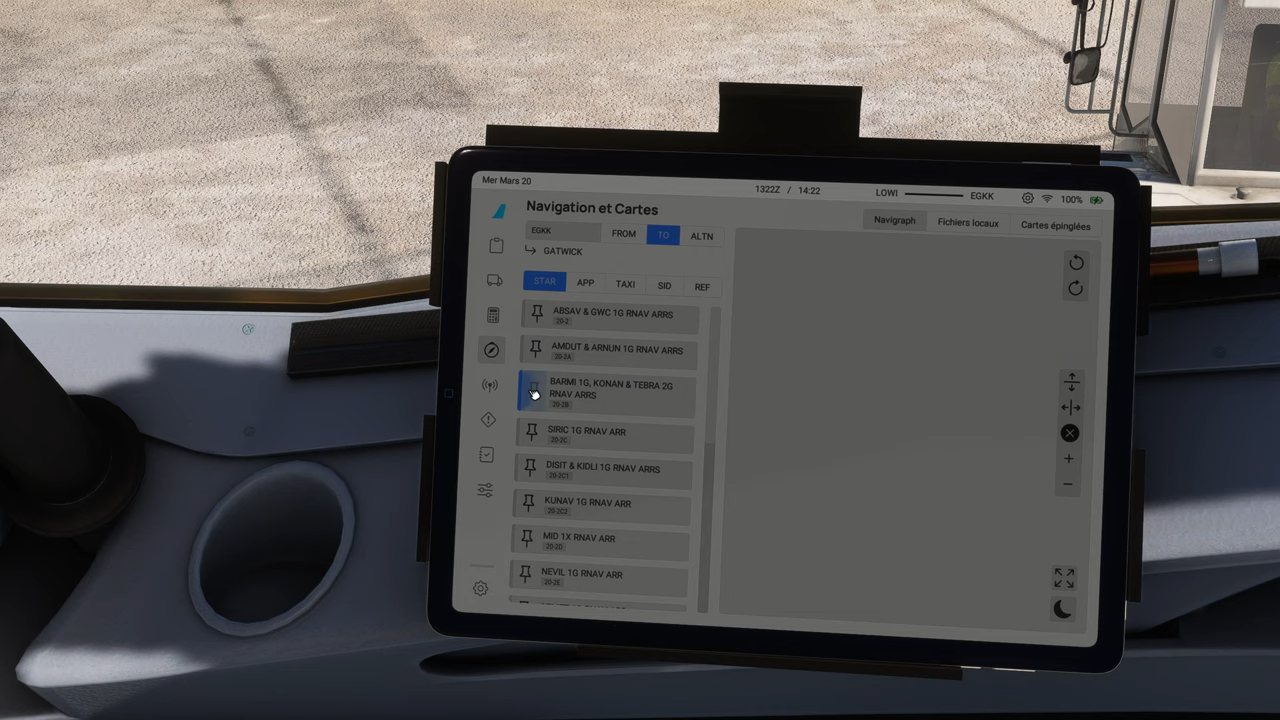 Mer Mars 20
1322Z / 14:22
LOWI EGKK
100%
Navigation et Cartes
Navigraph
Fichiers locaux
Cartes épinglées
EGKK
FROM
TO
ALTN
GATWICK
STAR
APP
TAXI
SID
REF
ABSAV & GWC 1G RNAV ARRS
20-2
AMDUT & ARNUN 1G RNAV ARRS
20-2A
BARMI 1G, KONAN & TEBRA 2G
RNAV ARRS
20-2B
SIRIC 1G RNAV ARR
20-2C
DISIT & KIDLI 1G RNAV ARRS
20-2C1
KUNAV 1G RNAV ARR
20-2C2
MID 1X RNAV ARR
20-2D
NEVIL 1G RNAV ARR
20-2E